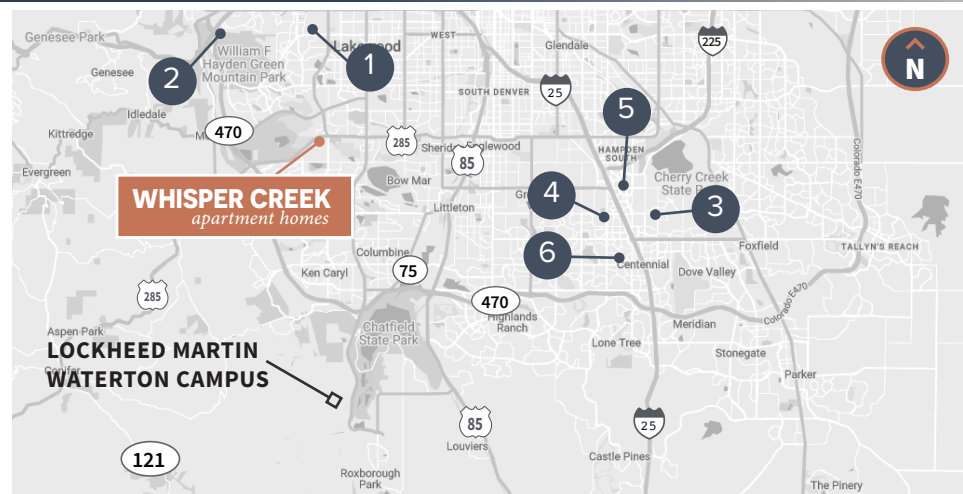 Genesee Park
William F
Hayden Green
Mountain Park
Genesee
Idledale
Kittredge
Evergreen
2
1
WEST
Glendale
225
N
SOUTH DENVER
25
5
470
285
85
Englewood
HAMPDEN
SOUTH
Cherry Creek
Colorado E470
WHISPER CREEK
apartment homes
Bow Mar
Littleton
4
3
6
Columbine
Ken Caryl
75
Centennial
Foxfield
TALLYN'S REACH
Dove Valley
285
470
Highlands
Ranch
Colorado E470
Chatfield
State Park
Aspen Park
LOCKHEED MARTIN
WATERTON CAMPUS
Meridian
Lone Tree
Stonegate
Parker
85
25
Louviers
121
Castle Pines
Roxborough
Park
The Pinery